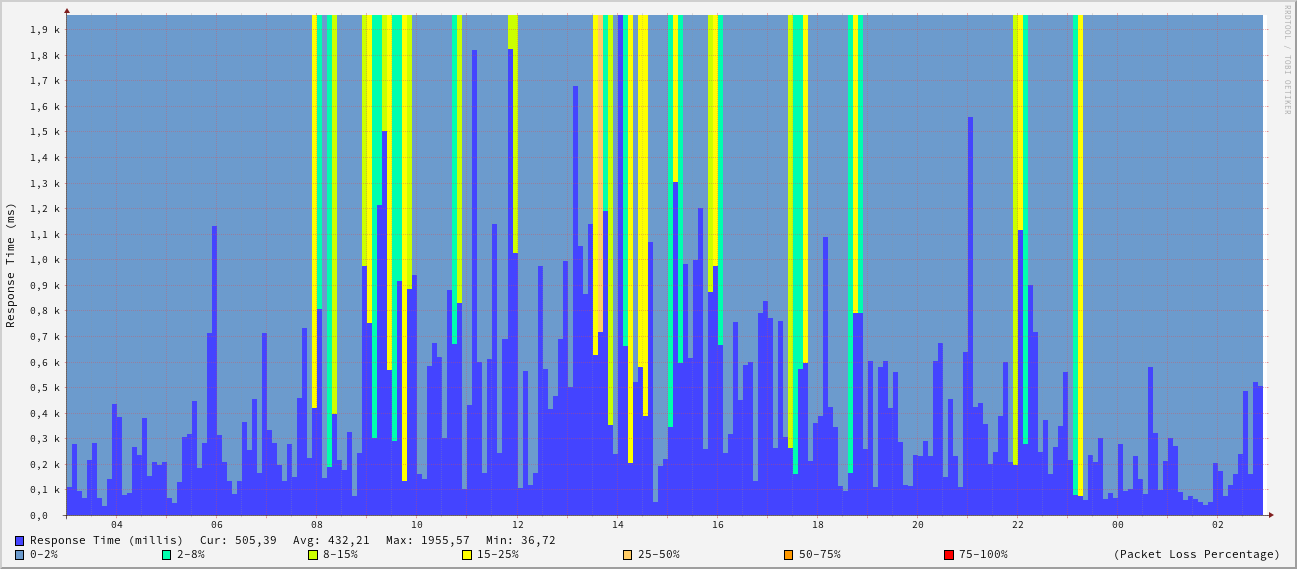 RRDTOOL / TOBI OETIKER
Response Time (ms)
1,9 k
1,8 k
1,7 k
1,6 k
1,5 k
1,4 k
1,3 k
1,2 k
1,1 k
1,0 k
0,9 k
0,8 k
0,7 k
0,6 k
0,5 k
0,4 k
0,3 k
0,2 k
0,1 k
0,0
04 06 08 10 12 14 16 18 20 22 00 02
Response Time (millis) Cur: 505,39 Avg: 432,21 Max: 1955,57 Min: 36,72
0-2% 2-8% 8-15% 15-25% 25-50% 50-75% 75-100% (Packet Loss Percentage)